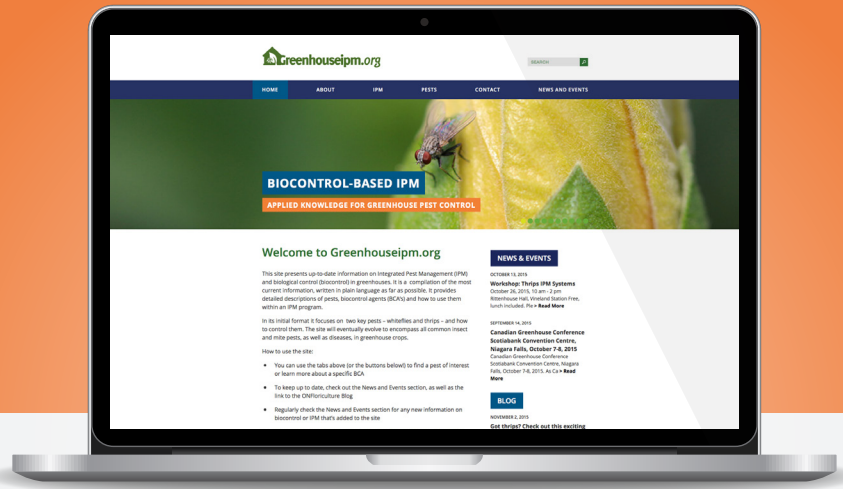 Greenhouseipm.org
SEARCH
HOME ABOUT IPM PESTS CONTACT NEWS AND EVENTS
BIOCONTROL-BASED IPM
APPLIED KNOWLEDGE FOR GREENHOUSE PEST CONTROL
Welcome to Greenhouseipm.org
This site presents up-to-date information on Integrated Pest Management (IPM)
and biological control (biocontrol) in greenhouses. It is a compilation of the most
current information, written in plain language as far as possible. It provides
detailed descriptions of pests, biocontrol agents (BCA's) and how to use them
within an IPM program.
In its initial format it focuses on two key pests – whiteflies and thrips – and how
to control them. The site will eventually evolve to encompass all common insect
and mite pests, as well as diseases, in greenhouse crops.
How to use the site:
• You can use the tabs above (or the buttons below!) to find a pest of interest
or learn more about a specific BCA
• To keep up to date, check out the News and Events section, as well as the
link to the ONFloriculture Blog
• Regularly check the News and Events section for any new information on
biocontrol or IPM that's added to the site
NEWS & EVENTS
OCTOBER 13, 2015
Workshop: Thrips IPM Systems
October 26, 2015, 10 am - 2 pm
Rittenhouse Hall, Vineland Station Free,
lunch included. Ple > Read More
SEPTEMBER 14, 2015
Canadian Greenhouse Conference
Scotiabank Convention Centre,
Niagara Falls, October 7-8, 2015
Canadian Greenhouse Conference
Scotiabank Convention Centre, Niagara
Falls, October 7-8, 2015. As Ca > Read
More
BLOG
NOVEMBER 2, 2015
Got thrips? Check out this exciting